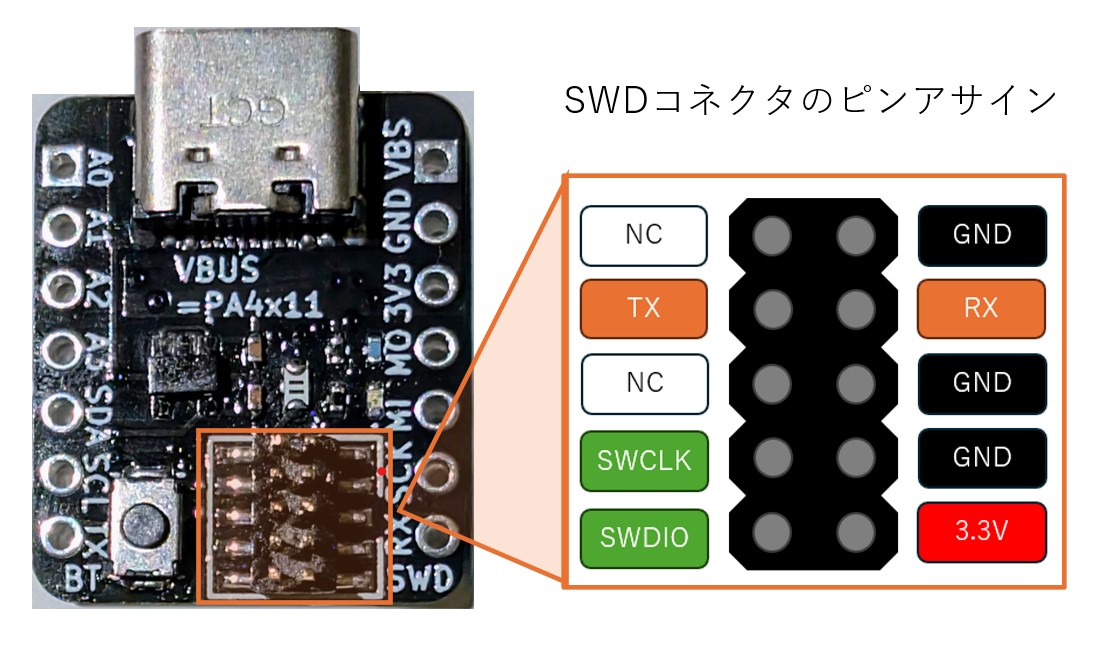 SWDコネクタのピンアサイン
GCT
A0
A1
A2
A3
SDA
SCL
TX
BT
VBUS
=PA4x11
VBS
GND
3V3
MO
MI
SCK
RX
SWD
NC
GND
TX
RX
NC
GND
SWCLK
GND
SWDIO
3.3V